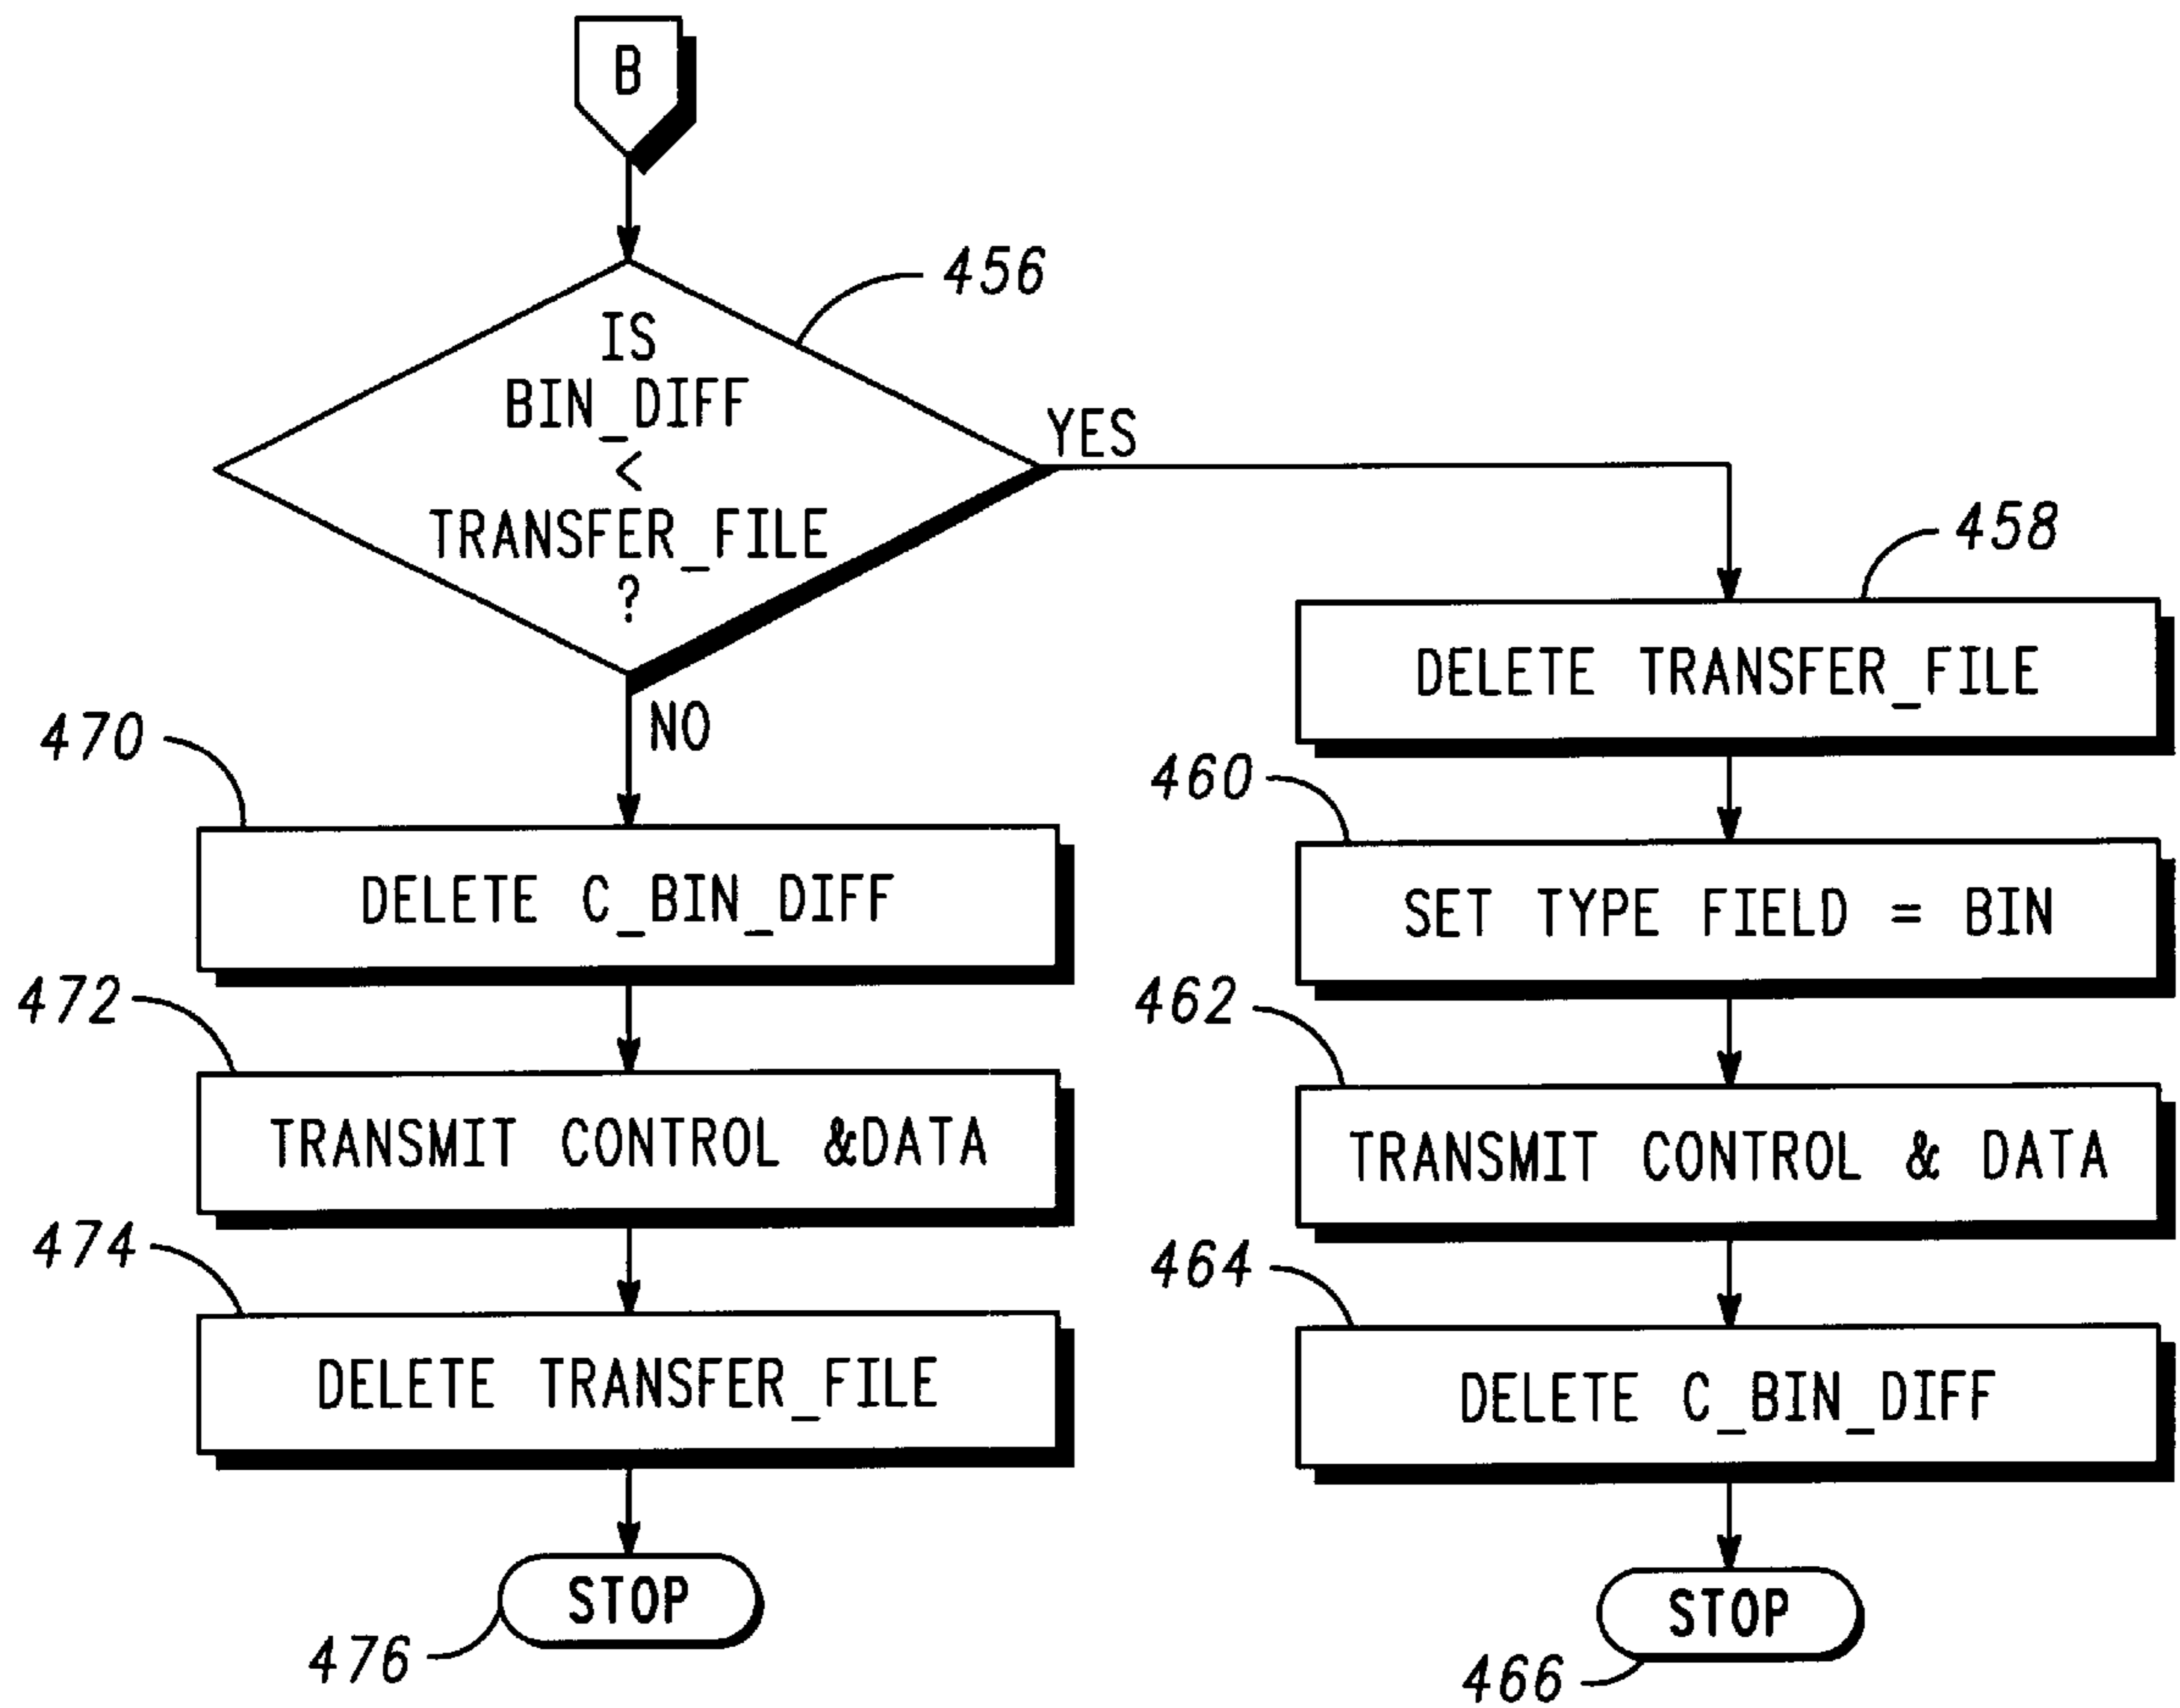 B
456
IS
BIN_DIFF
<
TRANSFER_FILE
?
YES
NO
458
DELETE TRANSFER_FILE
460
SET TYPE FIELD = BIN
462
TRANSMIT CONTROL & DATA
464
DELETE C_BIN_DIFF
STOP
466
470
DELETE C_BIN_DIFF
472
TRANSMIT CONTROL &DATA
474
DELETE TRANSFER_FILE
STOP
476